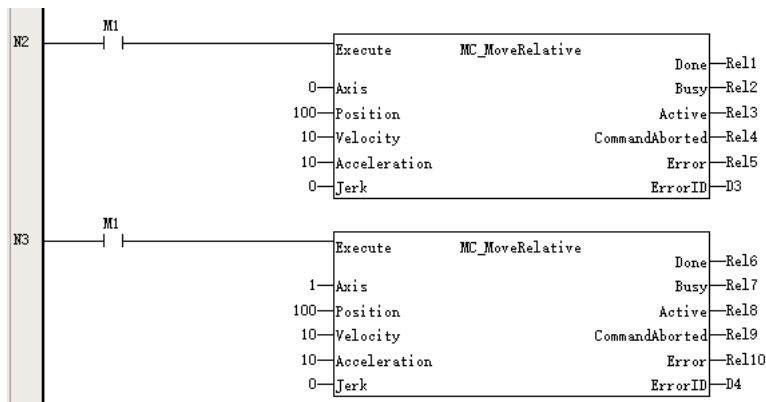 M1
N2
Execute MC_MoveRelative
Done Rel1
0 Axis Busy Rel2
100 Position Active Rel3
10 Velocity CommandAborted Rel4
10 Acceleration Error Rel5
0 Jerk ErrorID D3
M1
N3
Execute MC_MoveRelative
Done Rel6
1 Axis Busy Rel7
100 Position Active Rel8
10 Velocity CommandAborted Rel9
10 Acceleration Error Rel10
0 Jerk ErrorID D4